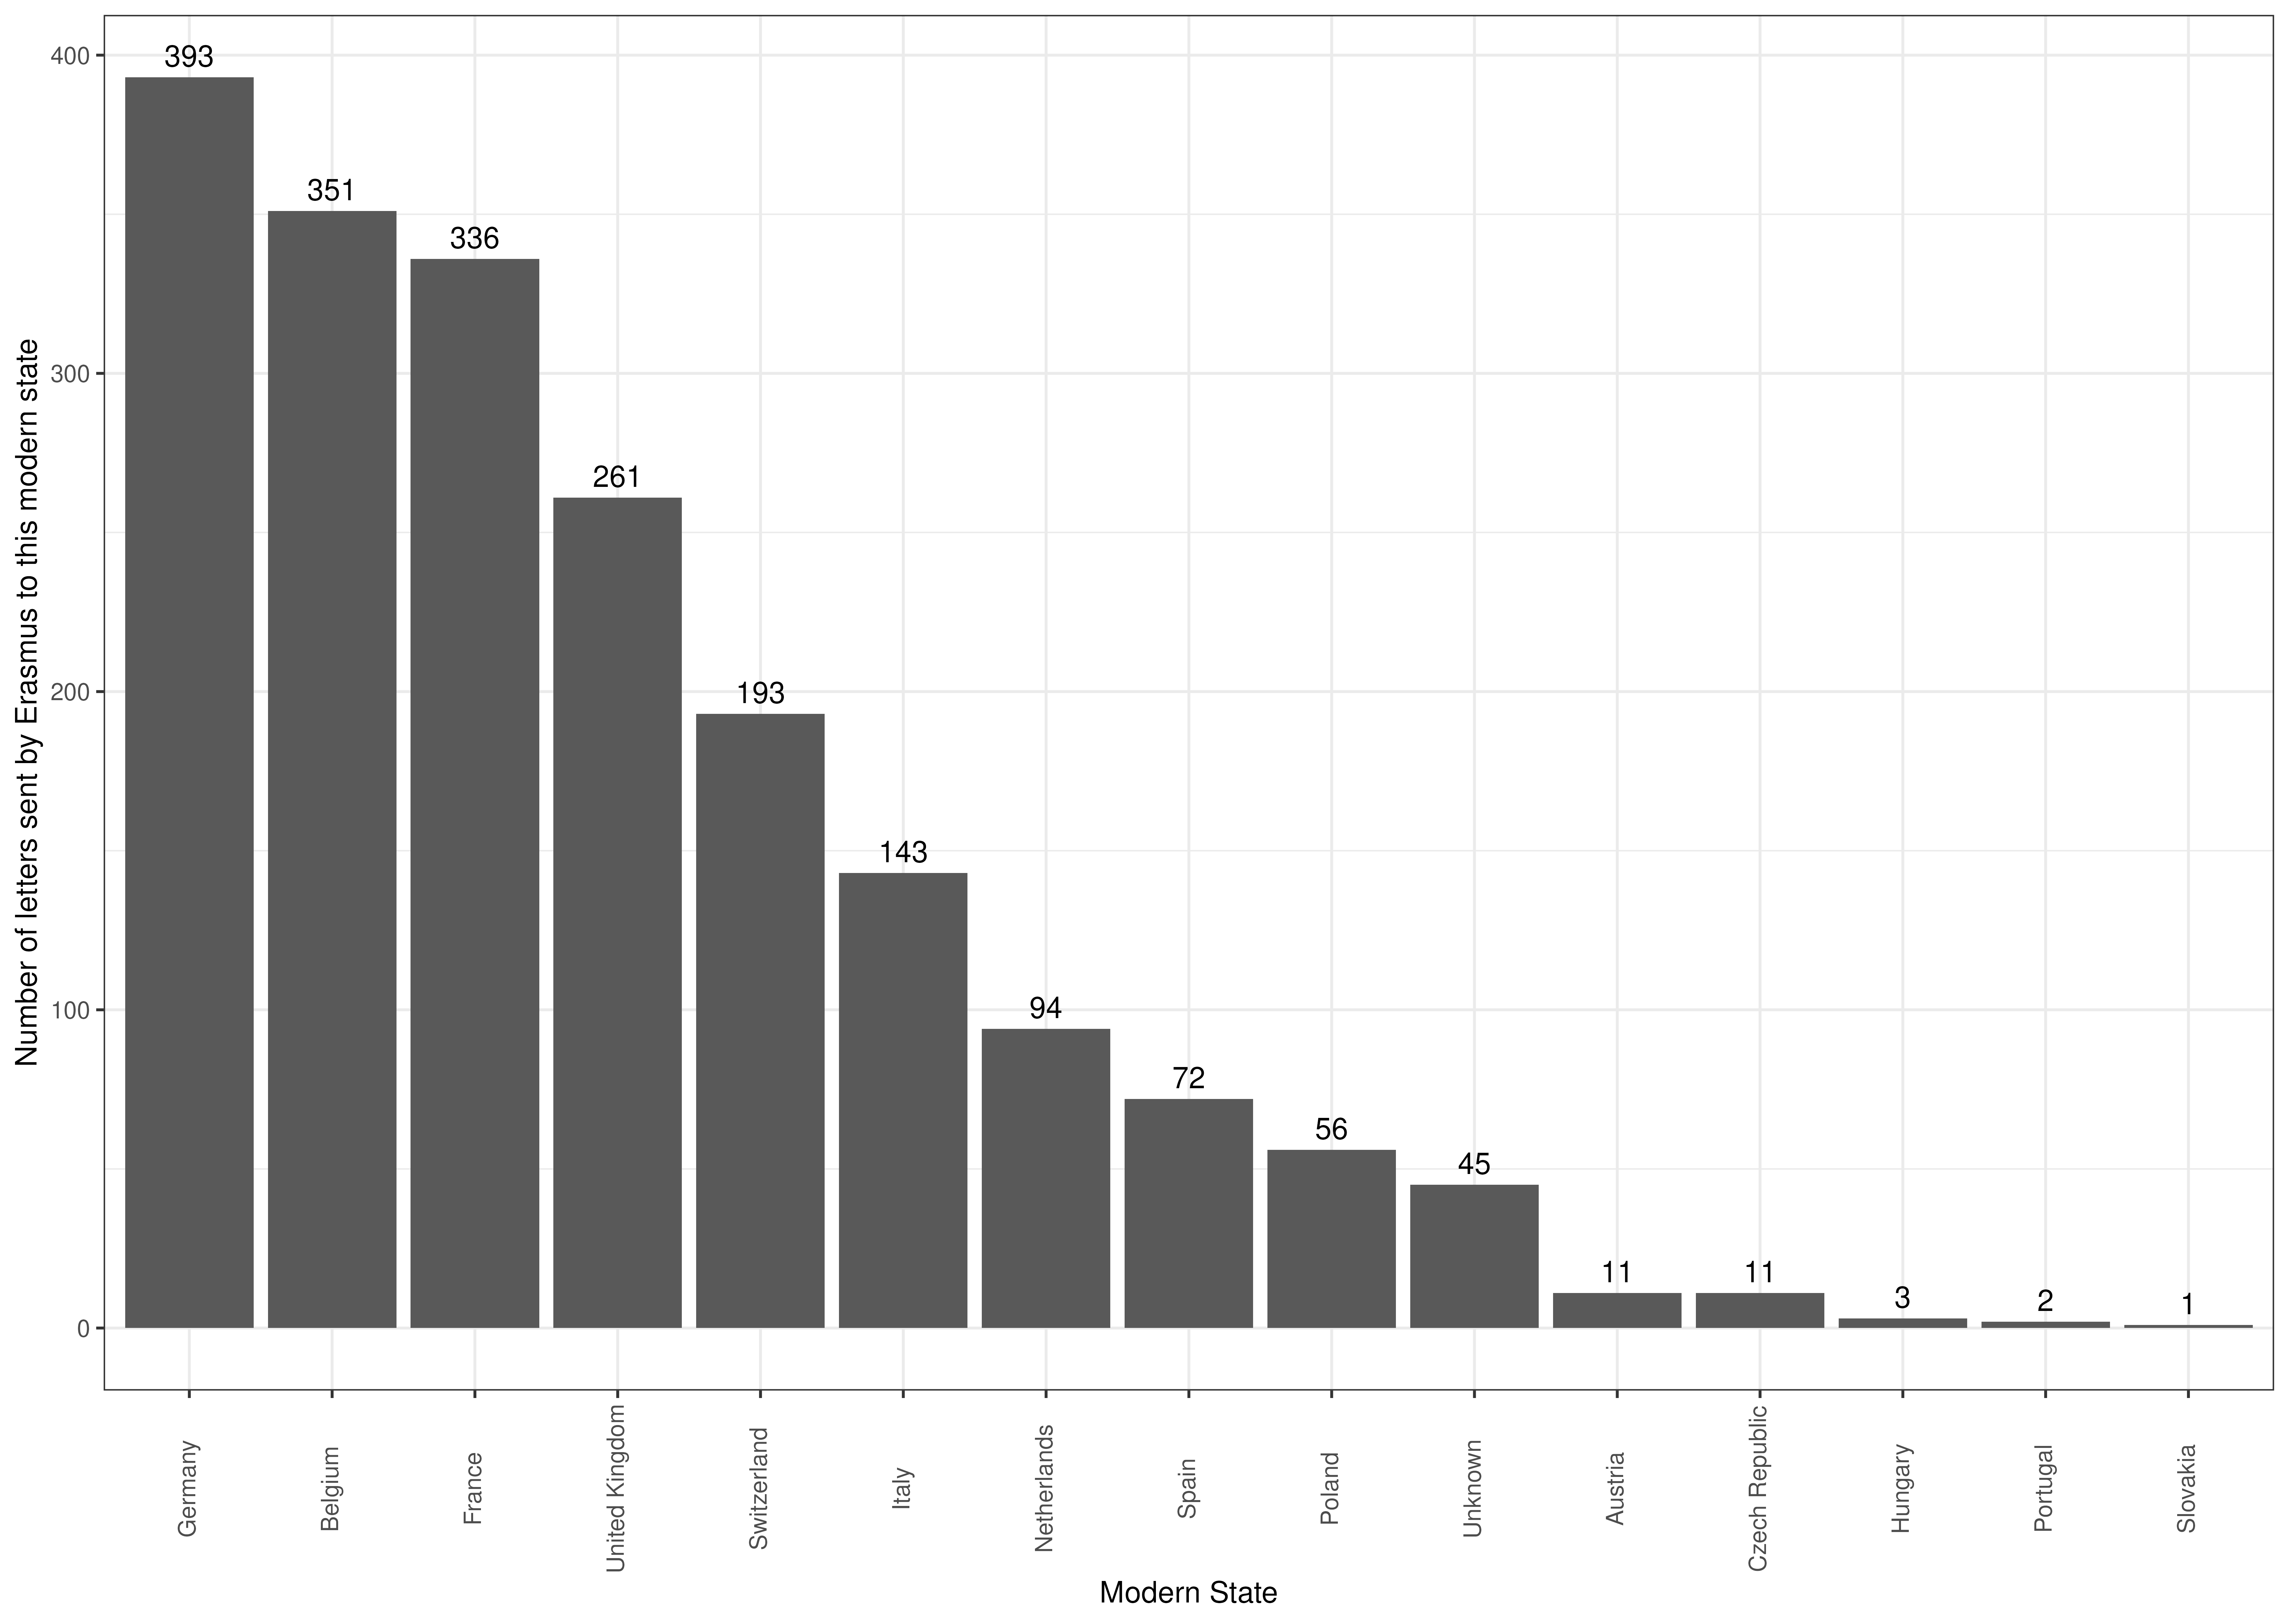 Number of letters sent by Erasmus to this modern state
400
300
200
100
0
393
351
336
261
193
143
94
72
56
45
11
11
3
2
1
Germany
Belgium
France
United Kingdom
Switzerland
Italy
Netherlands
Spain
Poland
Unknown
Austria
Czech Republic
Hungary
Portugal
Slovakia
Modern State